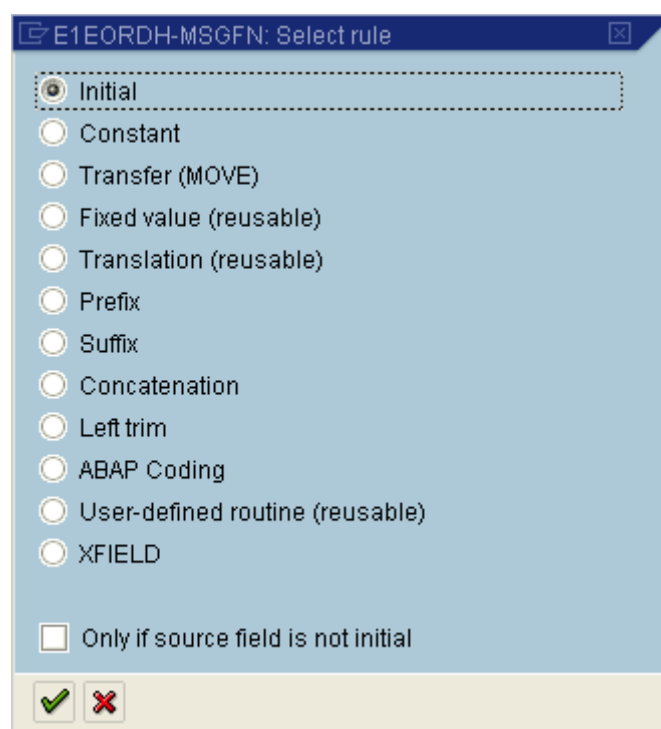 E1EORDH-MSGFN: Select rule
Initial
Constant
Transfer (MOVE)
Fixed value (reusable)
Translation (reusable)
Prefix
Suffix
Concatenation
Left trim
ABAP Coding
User-defined routine (reusable)
XFIELD
Only if source field is not initial